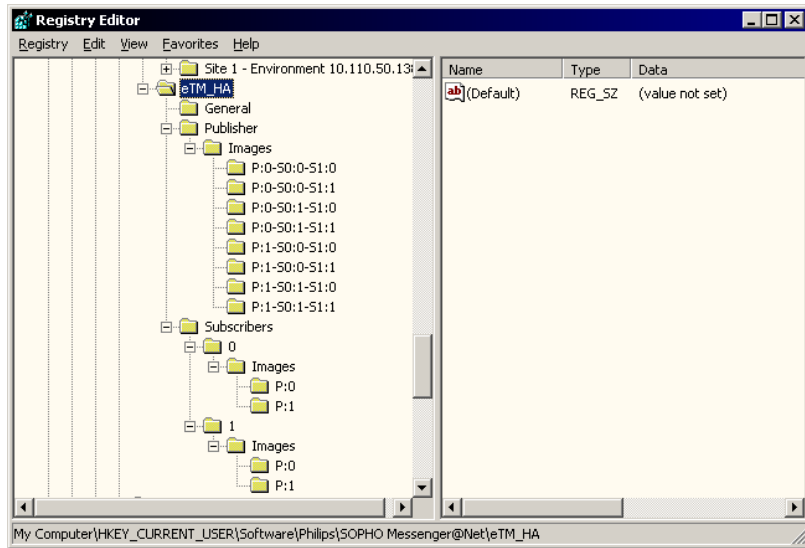 Registry Editor
Registry Edit View Favorites Help
Site 1 - Environment 10.110.50.138
eTM_HA
General
Publisher
Images
P:0-S0:0-S1:0
P:0-S0:0-S1:1
P:0-S0:1-S1:0
P:0-S0:1-S1:1
P:1-S0:0-S1:0
P:1-S0:0-S1:1
P:1-S0:1-S1:0
P:1-S0:1-S1:1
Subscribers
0
Images
P:0
P:1
1
Images
P:0
P:1
Name Type Data
ab (Default) REG_SZ (value not set)
My Computer\HKEY_CURRENT_USER\Software\Philips\SOPHO Messenger@Net\eTM_HA